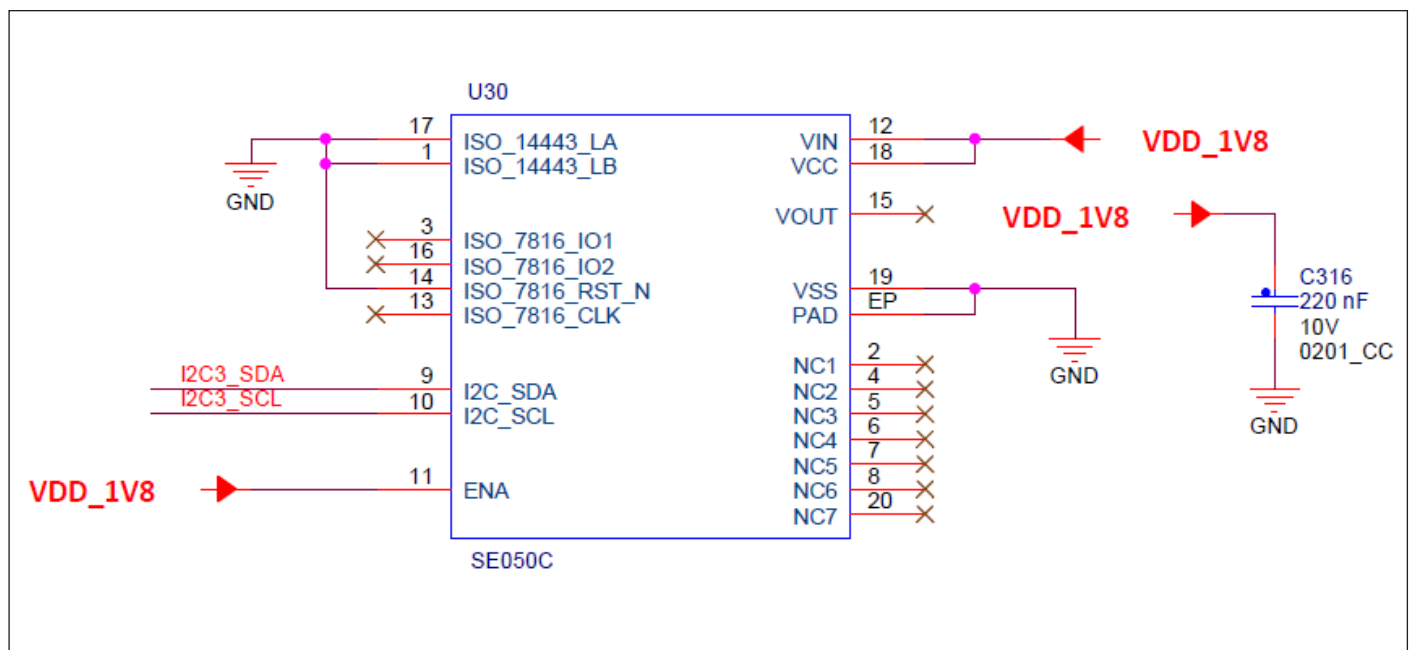 U30
17
ISO_14443_LA
1
ISO_14443_LB
GND
3
ISO_7816_IO1
16
ISO_7816_IO2
14
ISO_7816_RST_N
13
ISO_7816_CLK
I2C3_SDA
9
I2C_SDA
I2C3_SCL
10
I2C_SCL
VDD_1V8
11
ENA
SE050C
VIN
12
VDD_1V8
VCC
18
VOUT
15
VDD_1V8
VSS
19
PAD
EP
GND
NC1
2
NC2
4
NC3
5
NC4
6
NC5
7
NC6
8
NC7
20
C316
220 nF
10V
0201_CC
GND